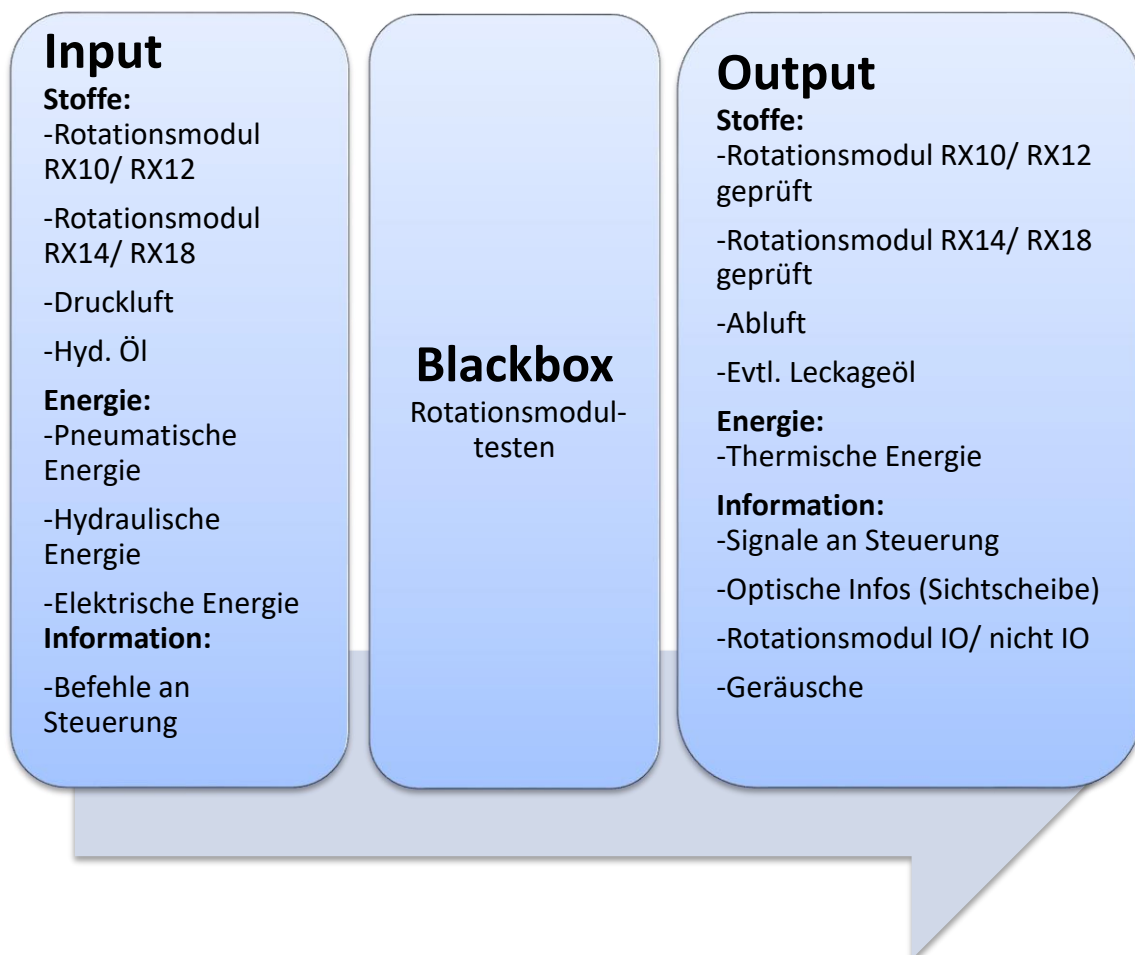 Input
Stoffe:
-Rotationsmodul
RX10/ RX12
-Rotationsmodul
RX14/ RX18
-Druckluft
-Hyd. Öl
Energie:
-Pneumatische
Energie
-Hydraulische
Energie
-Elektrische Energie
Information:
-Befehle an
Steuerung
Blackbox
Rotationsmodul-
testen
Output
Stoffe:
-Rotationsmodul RX10/ RX12
geprüft
-Rotationsmodul RX14/ RX18
geprüft
-Abluft
-Evtl. Leckageöl
Energie:
-Thermische Energie
Information:
-Signale an Steuerung
-Optische Infos (Sichtscheibe)
-Rotationsmodul IO/ nicht IO
-Geräusche